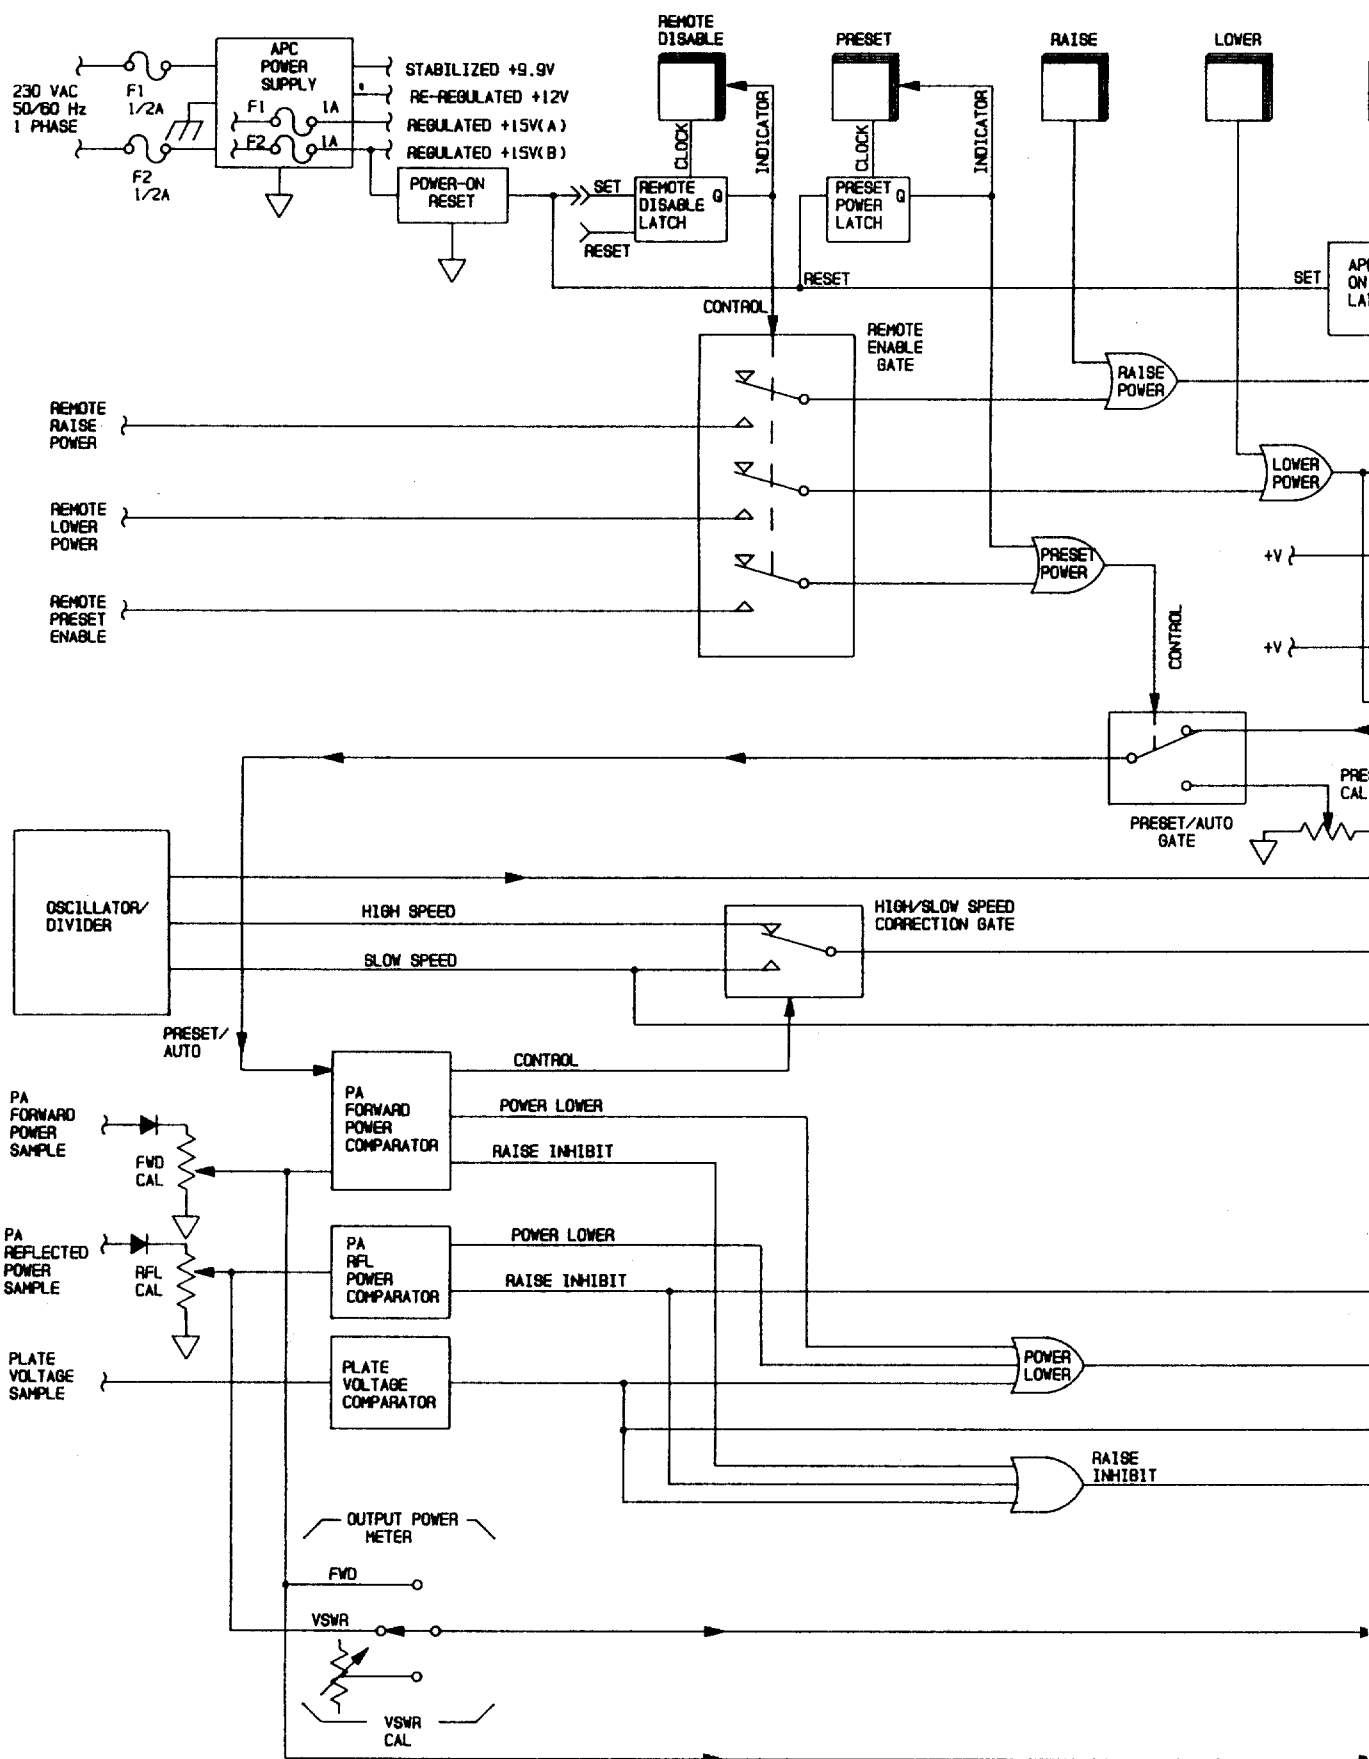 REMOTE
DISABLE
PRESET
RAISE
LOWER
230 VAC
50/60 Hz
1 PHASE
F1
1/2A
F2
1/2A
APC
POWER
SUPPLY
F1
1A
F2
1A
STABILIZED +9.9V
RE-REGULATED +12V
REGULATED +15V(A)
REGULATED +15V(B)
POWER-ON
RESET
CLOCK
INDICATOR
CLOCK
INDICATOR
SET
RESET
REMOTE
DISABLE
LATCH
Q
PRESET
POWER
LATCH
Q
RESET
SET
ON
CONTROL
REMOTE
ENABLE
GATE
RAISE
POWER
LOWER
POWER
PRESET
POWER
+V
+V
CONTROL
REMOTE
RAISE
POWER
REMOTE
LOWER
POWER
REMOTE
PRESET
ENABLE
PRESET/AUTO
GATE
CAL
OSCILLATOR/
DIVIDER
HIGH SPEED
SLOW SPEED
HIGH/SLOW SPEED
CORRECTION GATE
PRESET/
AUTO
CONTROL
PA
FORWARD
POWER
SAMPLE
FWD
CAL
PA
FORWARD
POWER
COMPARATOR
POWER LOWER
RAISE INHIBIT
PA
REFLECTED
POWER
SAMPLE
RFL
CAL
PA
RFL
POWER
COMPARATOR
POWER LOWER
RAISE INHIBIT
PLATE
VOLTAGE
SAMPLE
PLATE
VOLTAGE
COMPARATOR
POWER
LOWER
RAISE
INHIBIT
OUTPUT POWER
METER
FWD
VSWR
VSWR
CAL